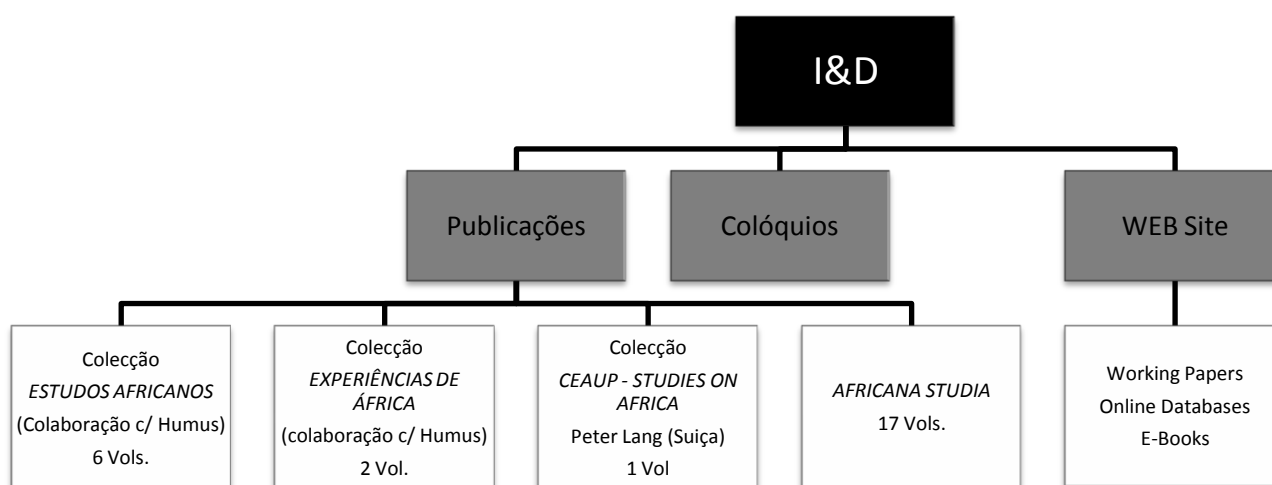 I&D
Publicações
Colóquios
WEB Site
Colecção
ESTUDOS AFRICANOS
(Colaboração c/ Humus)
6 Vols.
Colecção
EXPERIÊNCIAS DE
ÁFRICA
(colaboração c/ Humus)
2 Vol.
Colecção
CEAUP - STUDIES ON
AFRICA
Peter Lang (Suiça)
1 Vol
AFRICANA STUDIA
17 Vols.
Working Papers
Online Databases
E-Books